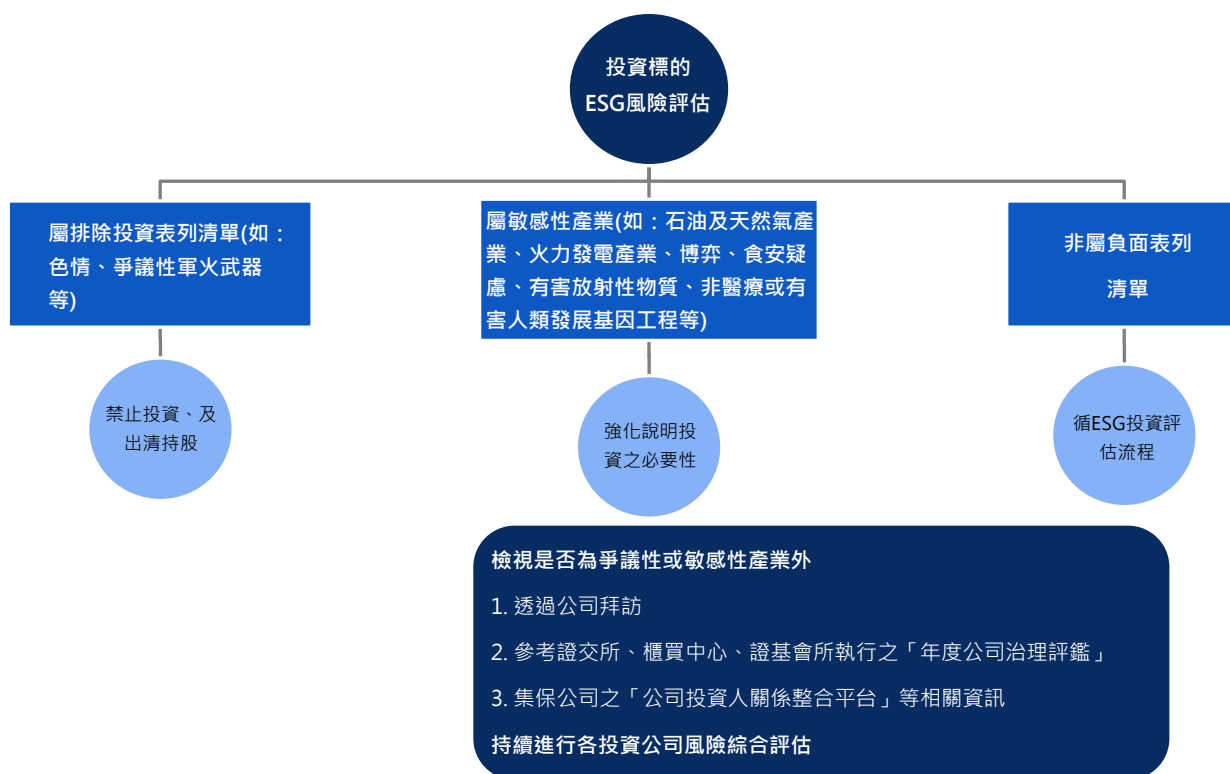 投資標的
ESG風險評估
屬排除投資表列清單(如：
色情、爭議性軍火武器
等)
屬敏感性產業(如：石油及天然氣產
業、火力發電產業、博弈、食安疑
慮、有害放射性物質、非醫療或有
害人類發展基因工程等)
非屬負面表列
清單
禁止投資、及
出清持股
強化說明投
資之必要性
循ESG投資評
估流程
檢視是否為爭議性或敏感性產業外
1. 透過公司拜訪
2. 參考證交所、櫃買中心、證基會所執行之「年度公司治理評鑑」
3. 集保公司之「公司投資人關係整合平台」等相關資訊
持續進行各投資公司風險綜合評估